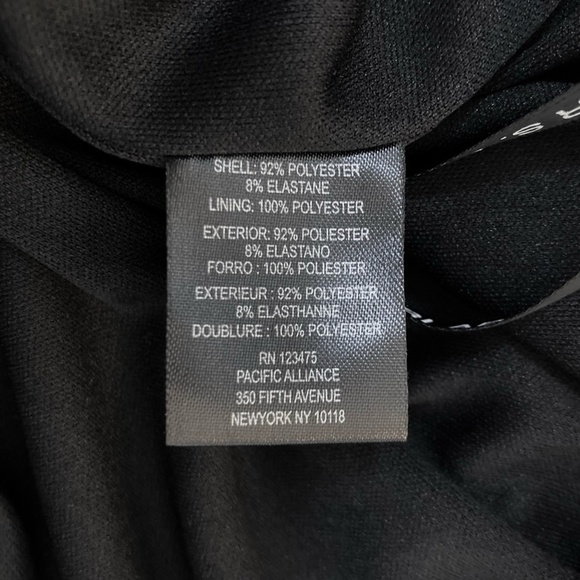 SHELL: 92% POLYESTER
8% ELASTANE
LINING: 100% POLYESTER
EXTERIOR: 92% POLIESTER
8% ELASTANO
FORRO : 100% POLIESTER
EXTERIEUR : 92% POLYESTER
8% ELASTHANNE
DOUBLURE : 100% POLYESTER
RN 123475
PACIFIC ALLIANCE
350 FIFTH AVENUE
NEWYORK NY 10118